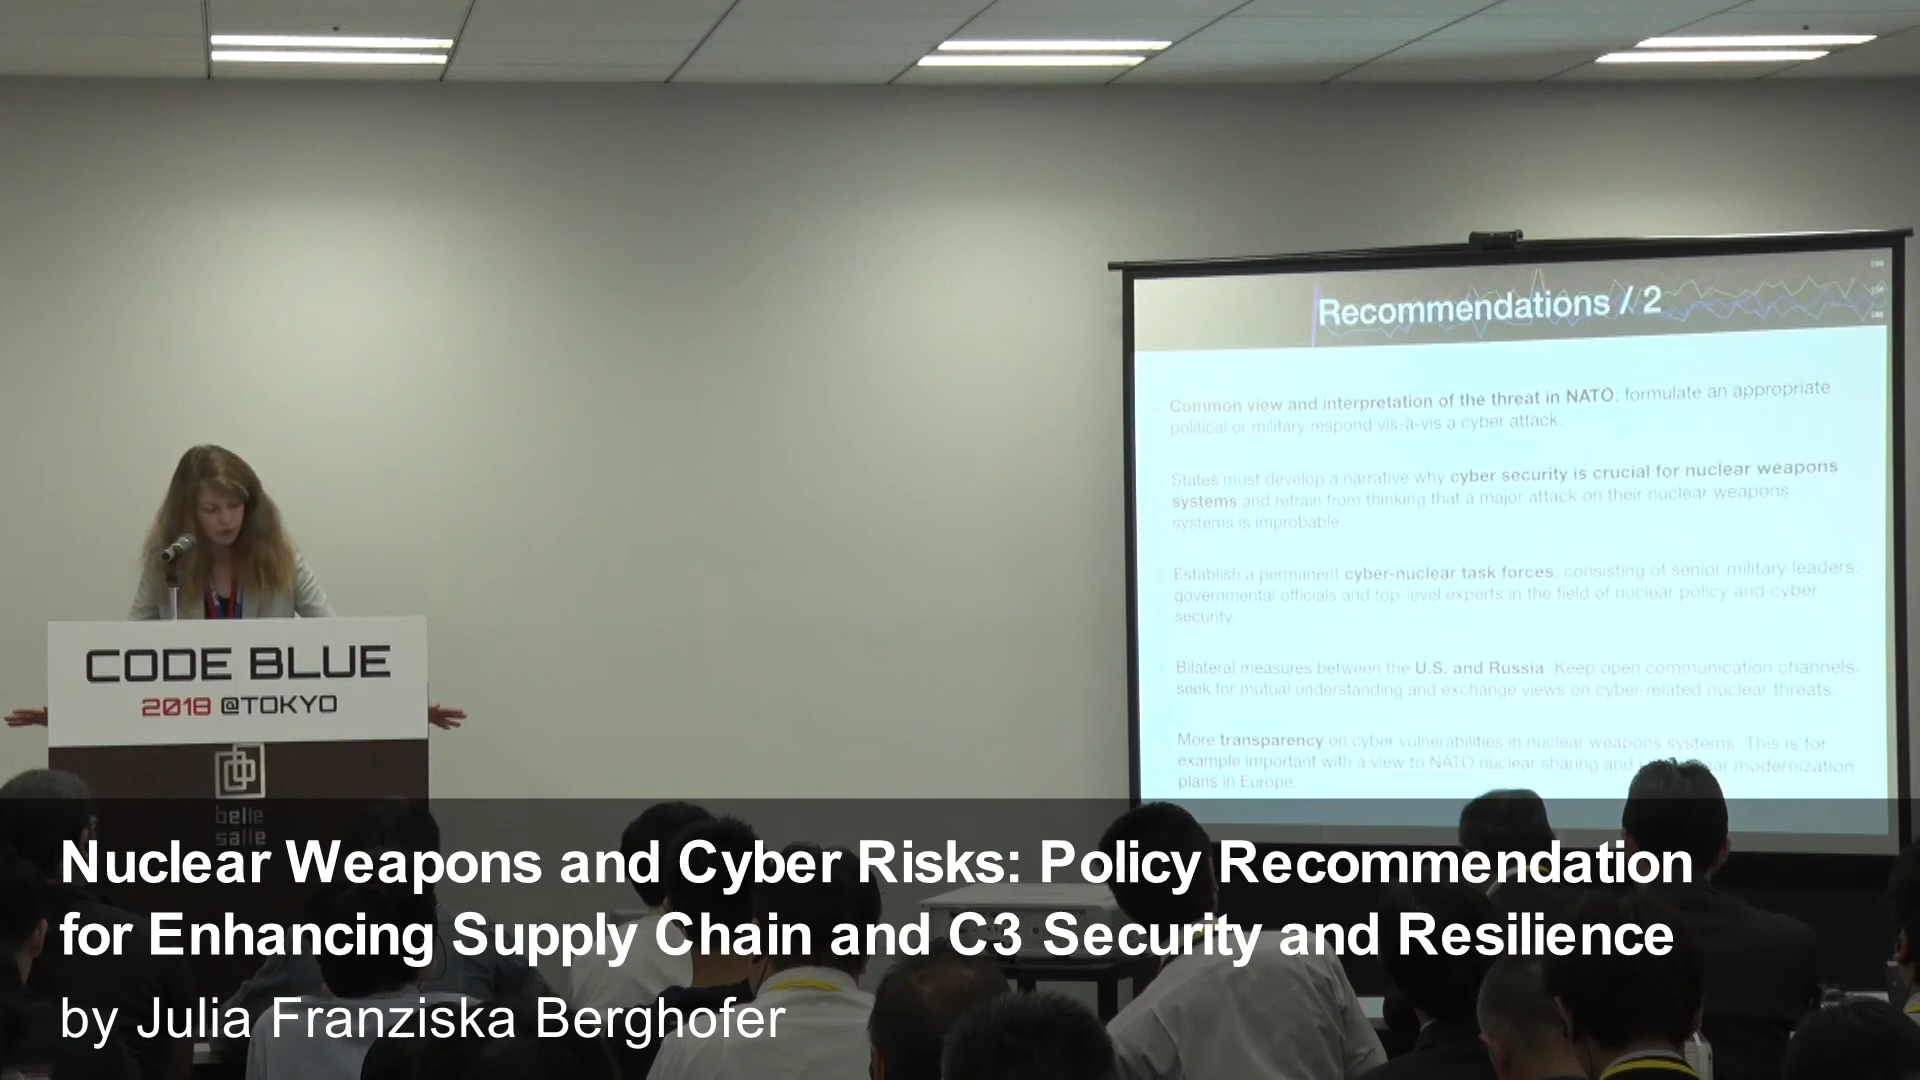 Recommendations / 2
Common view and interpretation of the threat in NATO; formulate an appropriate
political or military respond vis-à-vis a cyber attack.
States must develop a narrative why cyber security is crucial for nuclear weapons
systems and refrain from thinking that a major attack on their nuclear weapons
systems is improbable.
Establish a permanent cyber-nuclear task forces, consisting of senior military leaders,
governmental officials and top-level experts in the field of nuclear policy and cyber
security.
Bilateral measures between the U.S. and Russia: Keep open communication channels,
seek for mutual understanding and exchange views on cyber-related nuclear threats.
More transparency on cyber vulnerabilities in nuclear weapons systems. This is for
example important with a view to NATO nuclear sharing and modernization
plans in Europe.
CODE BLUE
2018 @TOKYO
belle
salle
Nuclear Weapons and Cyber Risks: Policy Recommendation
for Enhancing Supply Chain and C3 Security and Resilience
by Julia Franziska Berghofer